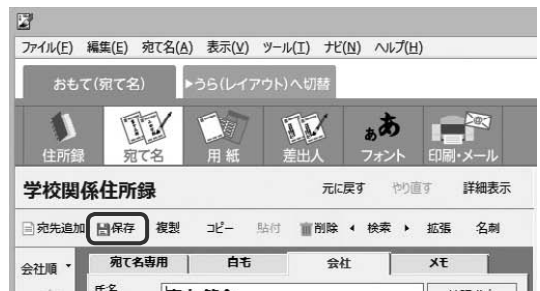 ファイル(F) 編集(E) 宛て名(A) 表示(V) ツール(T) ナビ(N) ヘルプ(H)
おもて(宛て名) ▶うら(レイアウト)へ切替
住所録 宛て名 用紙 差出人 フォント 印刷・メール
学校関係住所録 元に戻す やり直す 詳細表示
宛先追加 保存 複製 コピー 貼付 削除 検索 拡張 名刺
会社順 宛て名専用 自宅 会社 メモ
氏名